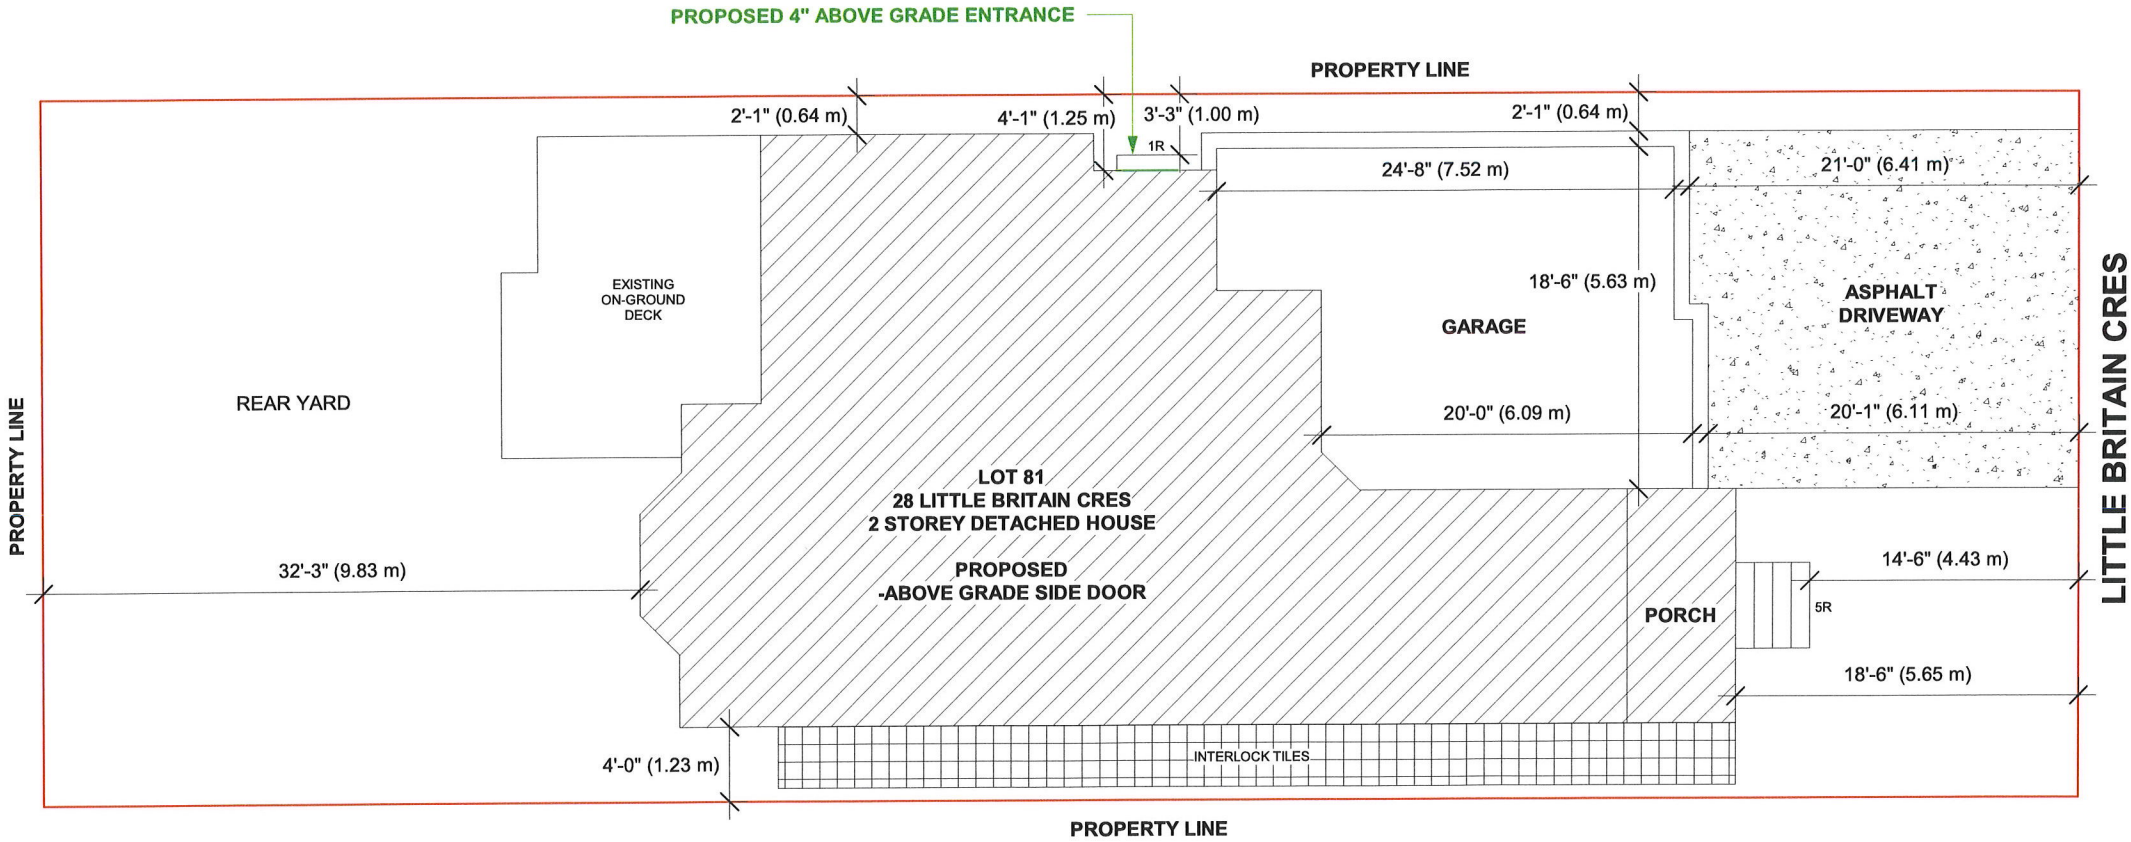 PROPOSED 4" ABOVE GRADE ENTRANCE
PROPERTY LINE
2'-1" (0.64 m)
4'-1" (1.25 m)
3'-3" (1.00 m)
2'-1" (0.64 m)
1R
24'-8" (7.52 m)
21'-0" (6.41 m)
EXISTING
ON-GROUND
DECK
18'-6" (5.63 m)
ASPHALT
DRIVEWAY
GARAGE
LITTLE BRITAIN CRES
REAR YARD
PROPERTY LINE
20'-0" (6.09 m)
20'-1" (6.11 m)
LOT 81
28 LITTLE BRITAIN CRES
2 STOREY DETACHED HOUSE
PROPOSED
-ABOVE GRADE SIDE DOOR
32'-3" (9.83 m)
14'-6" (4.43 m)
5R
PORCH
18'-6" (5.65 m)
INTERLOCK TILES
4'-0" (1.23 m)
PROPERTY LINE